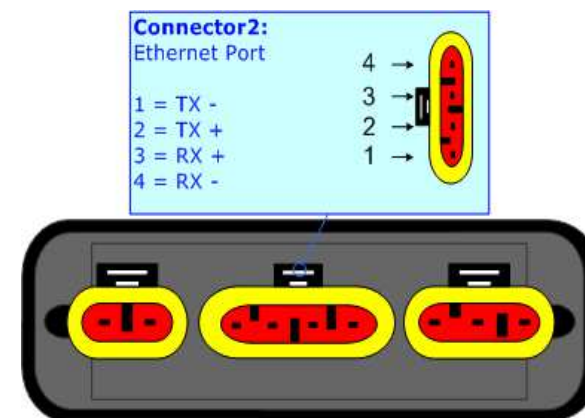 Connector2:
Ethernet Port
1 = TX -
2 = TX +
3 = RX +
4 = RX -
4 →
3 →
2 →
1 →